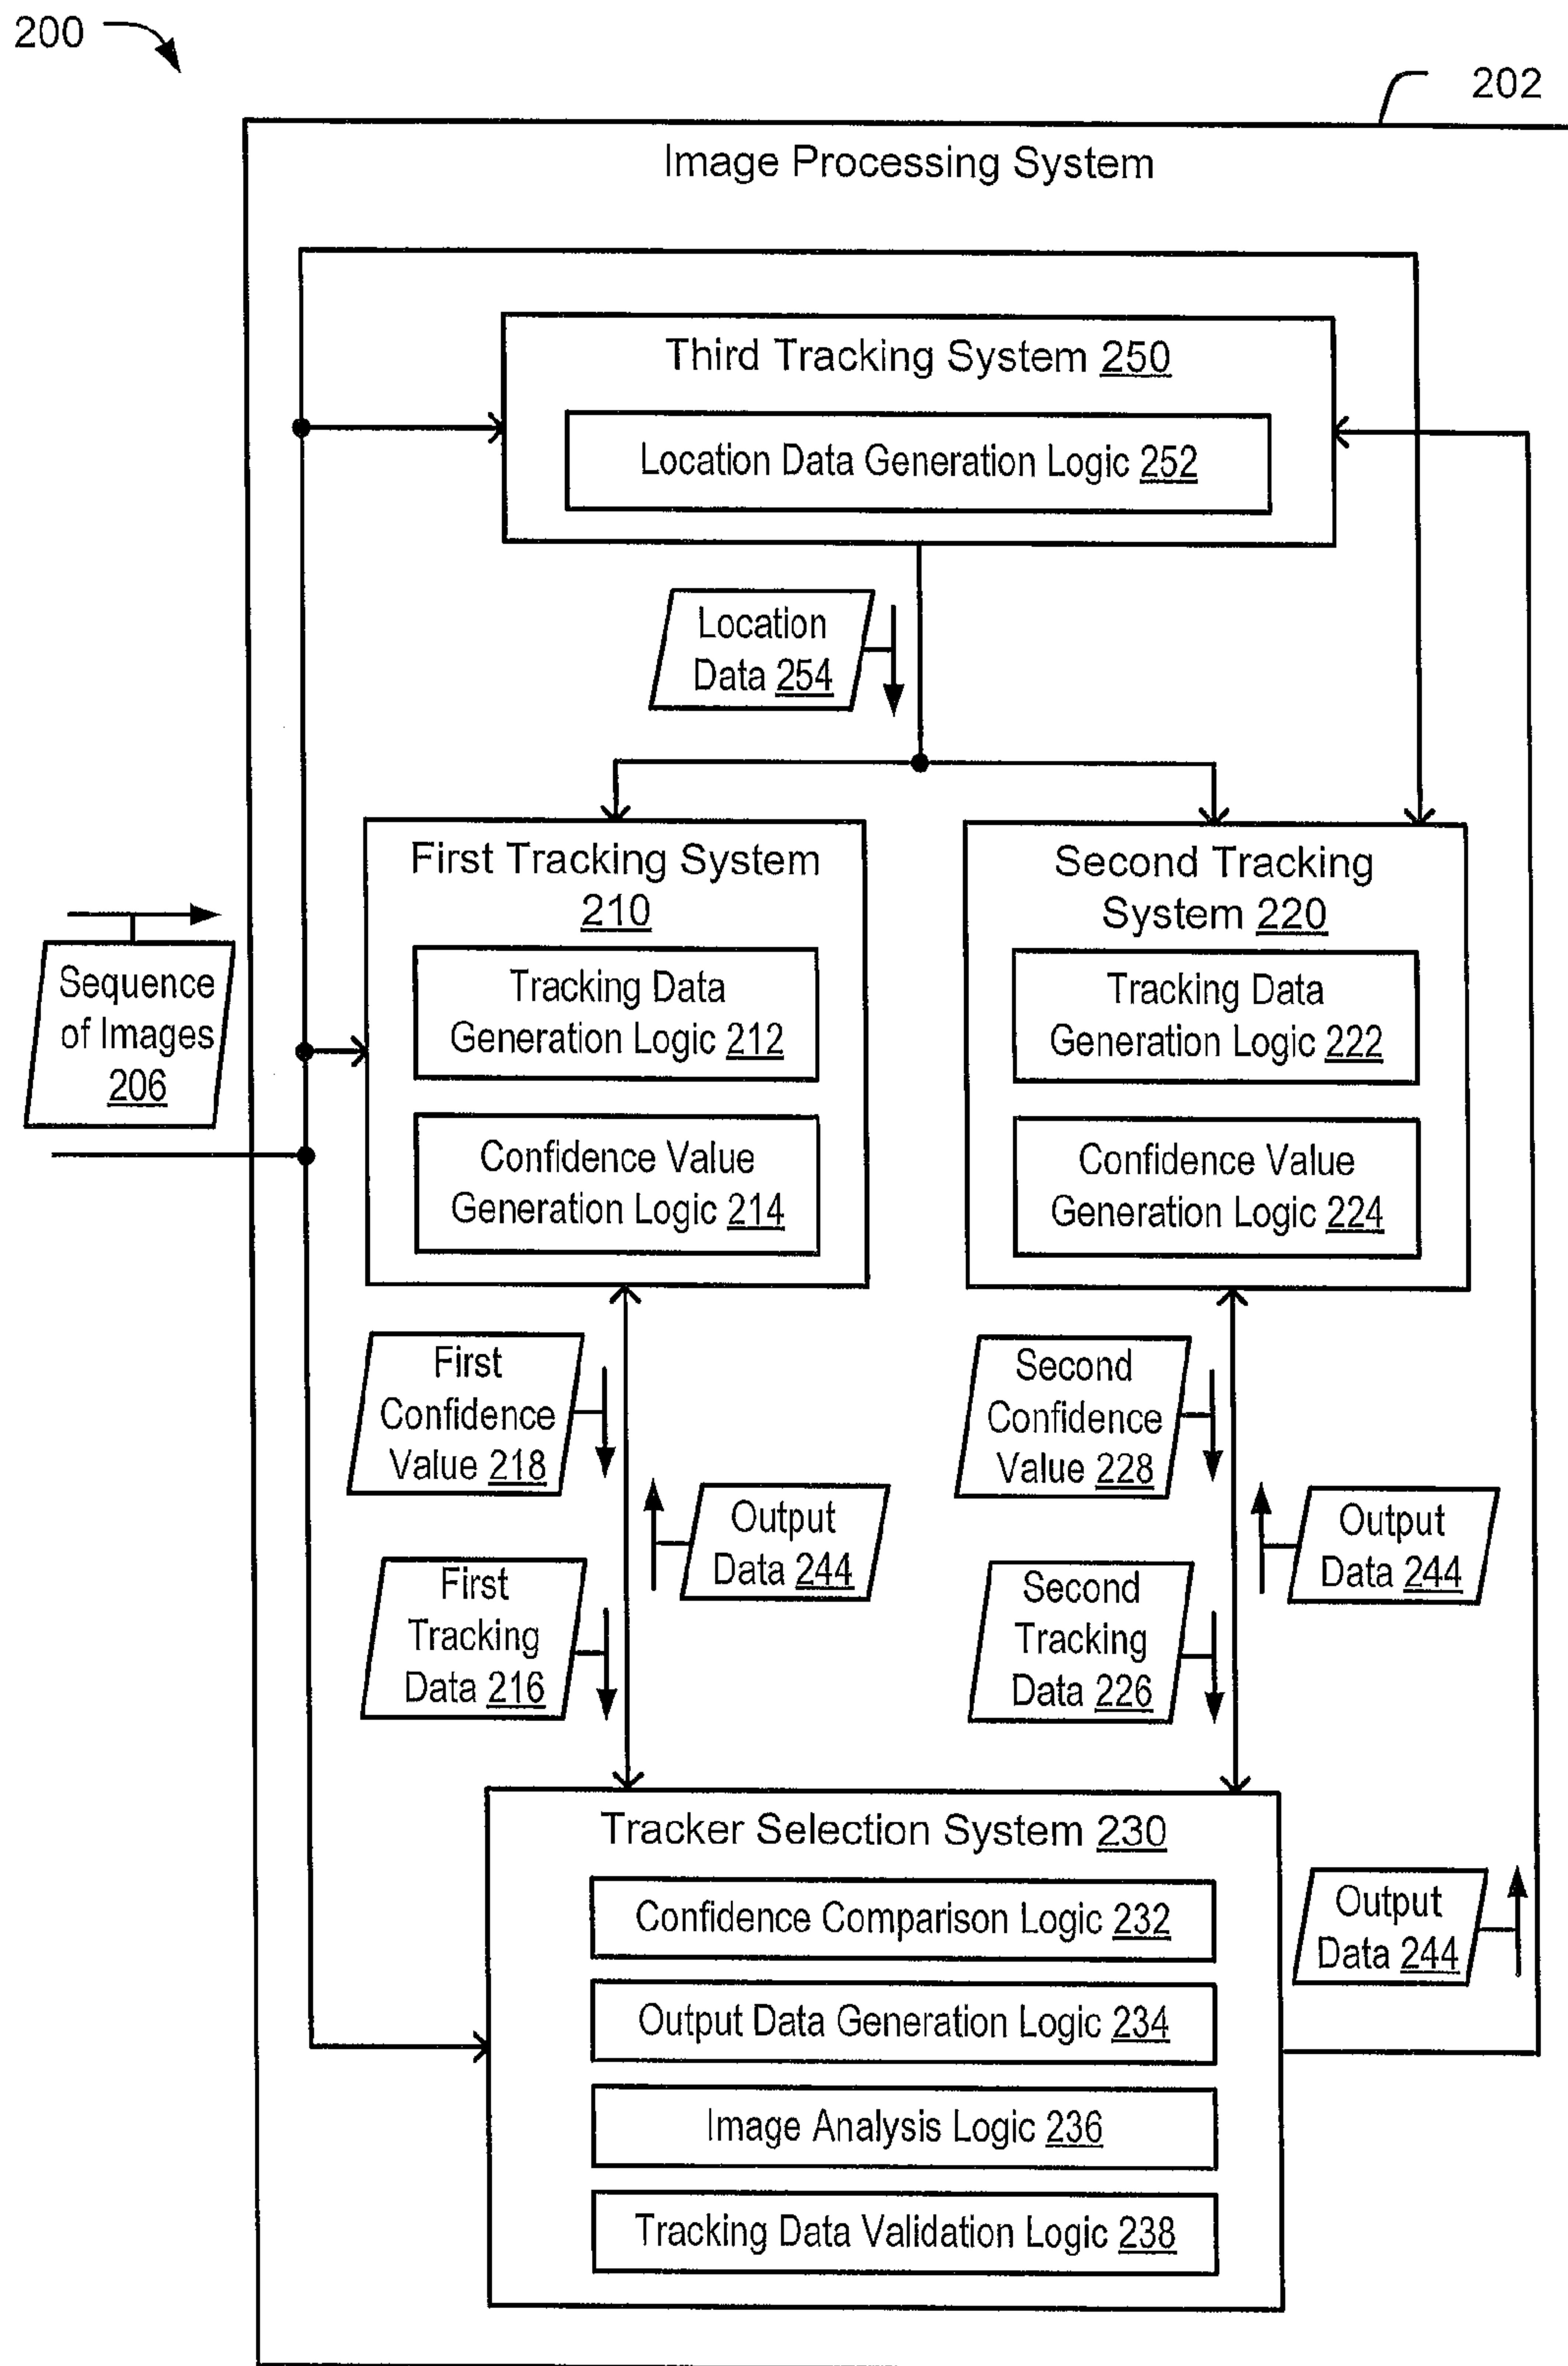 200
202
Image Processing System
Third Tracking System 250
Location Data Generation Logic 252
Location
Data 254
First Tracking System
210
Tracking Data
Generation Logic 212
Confidence Value
Generation Logic 214
Second Tracking
System 220
Tracking Data
Generation Logic 222
Confidence Value
Generation Logic 224
Sequence
of Images
206
First
Confidence
Value 218
Output
Data 244
First
Tracking
Data 216
Second
Confidence
Value 228
Output
Data 244
Second
Tracking
Data 226
Tracker Selection System 230
Confidence Comparison Logic 232
Output Data Generation Logic 234
Image Analysis Logic 236
Tracking Data Validation Logic 238
Output
Data 244